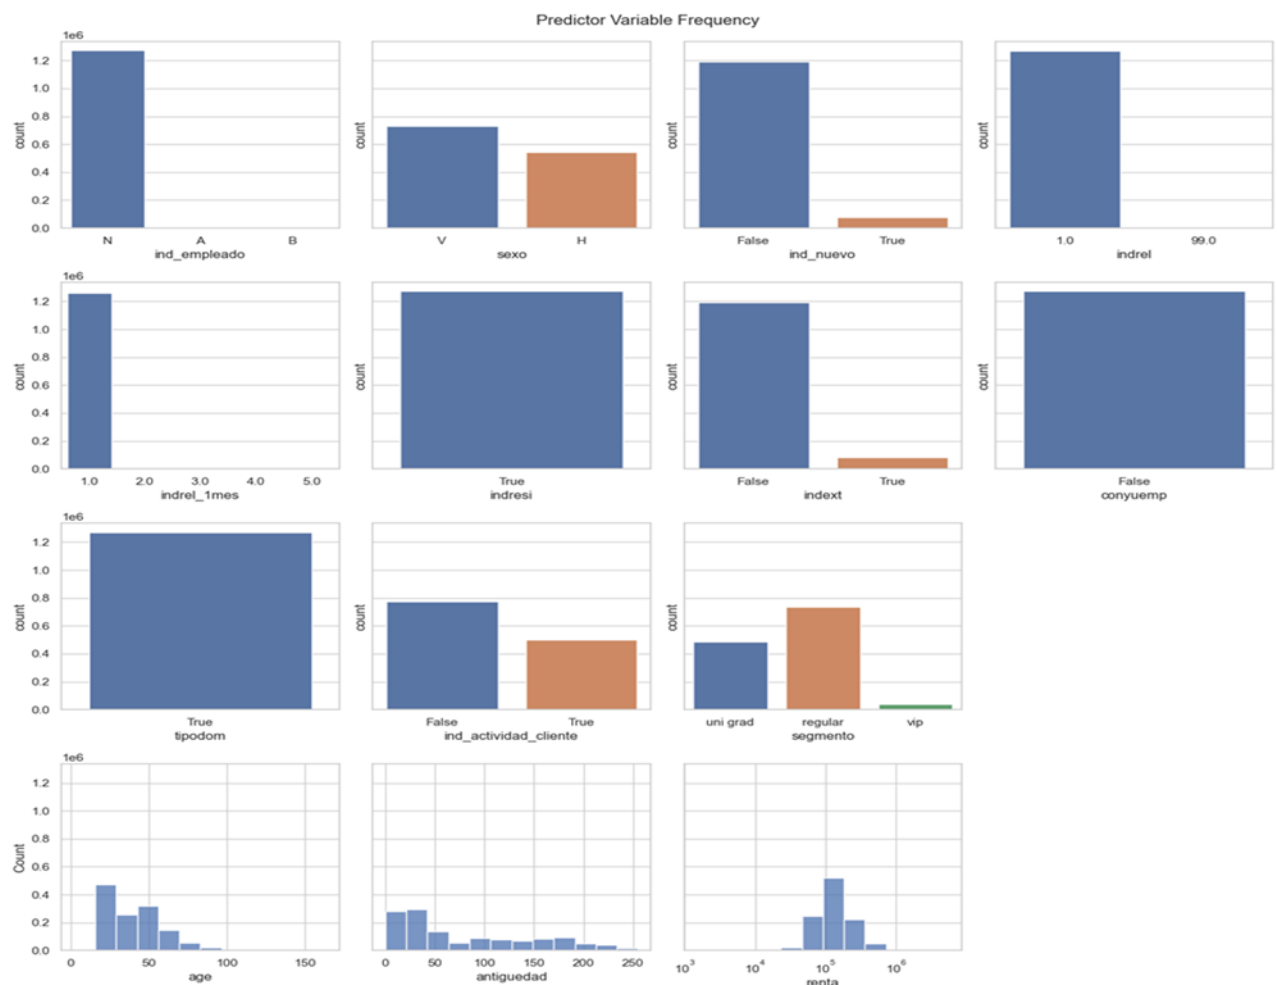 Predictor Variable Frequency
1e6
1.2
1.0
0.8
0.6
0.4
0.2
0.0
count
N A B
ind_empleado
count
V H
sexo
count
False True
ind_nuevo
count
1.0 99.0
indrel
1e6
1.2
1.0
0.8
0.6
0.4
0.2
0.0
count
1.0 2.0 3.0 4.0 5.0
indrel_1mes
count
True
indresi
count
False True
indext
count
False
conyuemp
1e6
1.2
1.0
0.8
0.6
0.4
0.2
0.0
count
True
tipodom
count
False True
ind_actividad_cliente
count
uni grad regular vip
segmento
1e6
1.2
1.0
0.8
0.6
0.4
0.2
0.0
Count
0 50 100 150
age
0 50 100 150 200 250
antiguedad
10³ 10⁴ 10⁵ 10⁶
renta